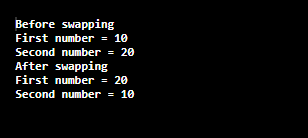 Before swapping
First number = 10
Second number = 20
After swapping
First number = 20
Second number = 10